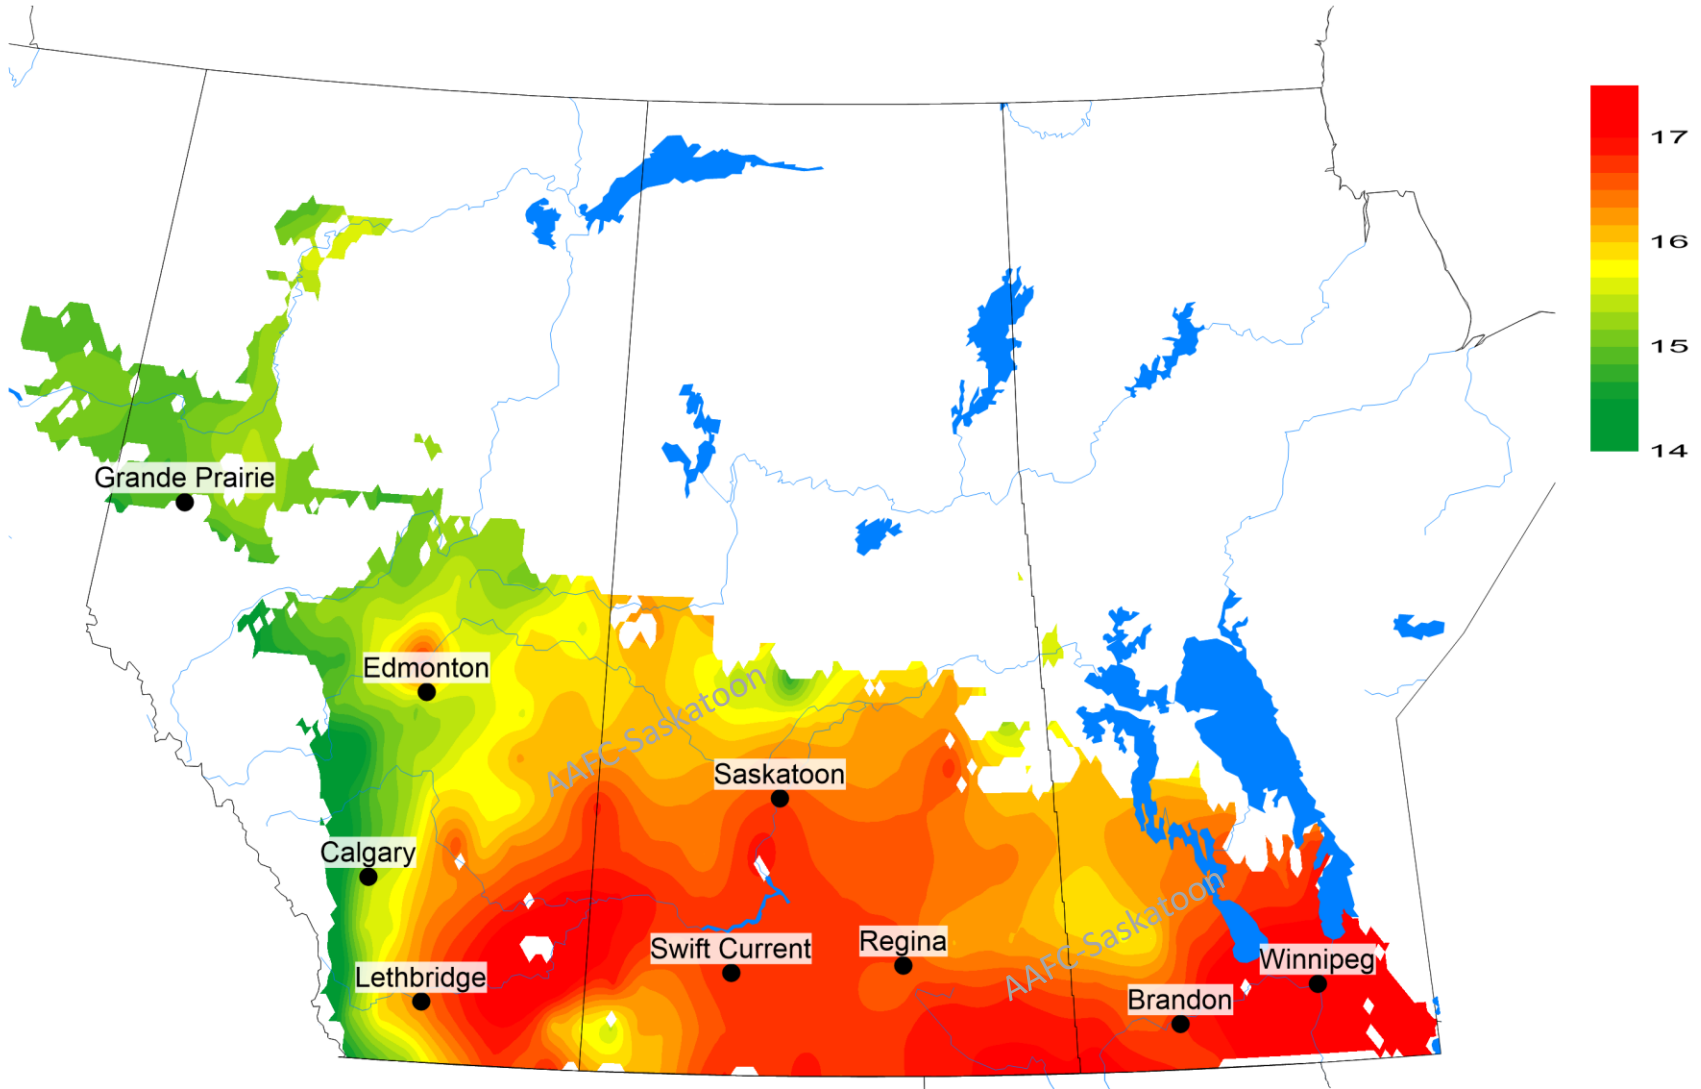 17
16
15
14
Grande Prairie
Edmonton
AAFC-Saskatoon
Saskatoon
Calgary
AAFC-Saskatoon
Swift Current
Regina
Lethbridge
Winnipeg
Brandon